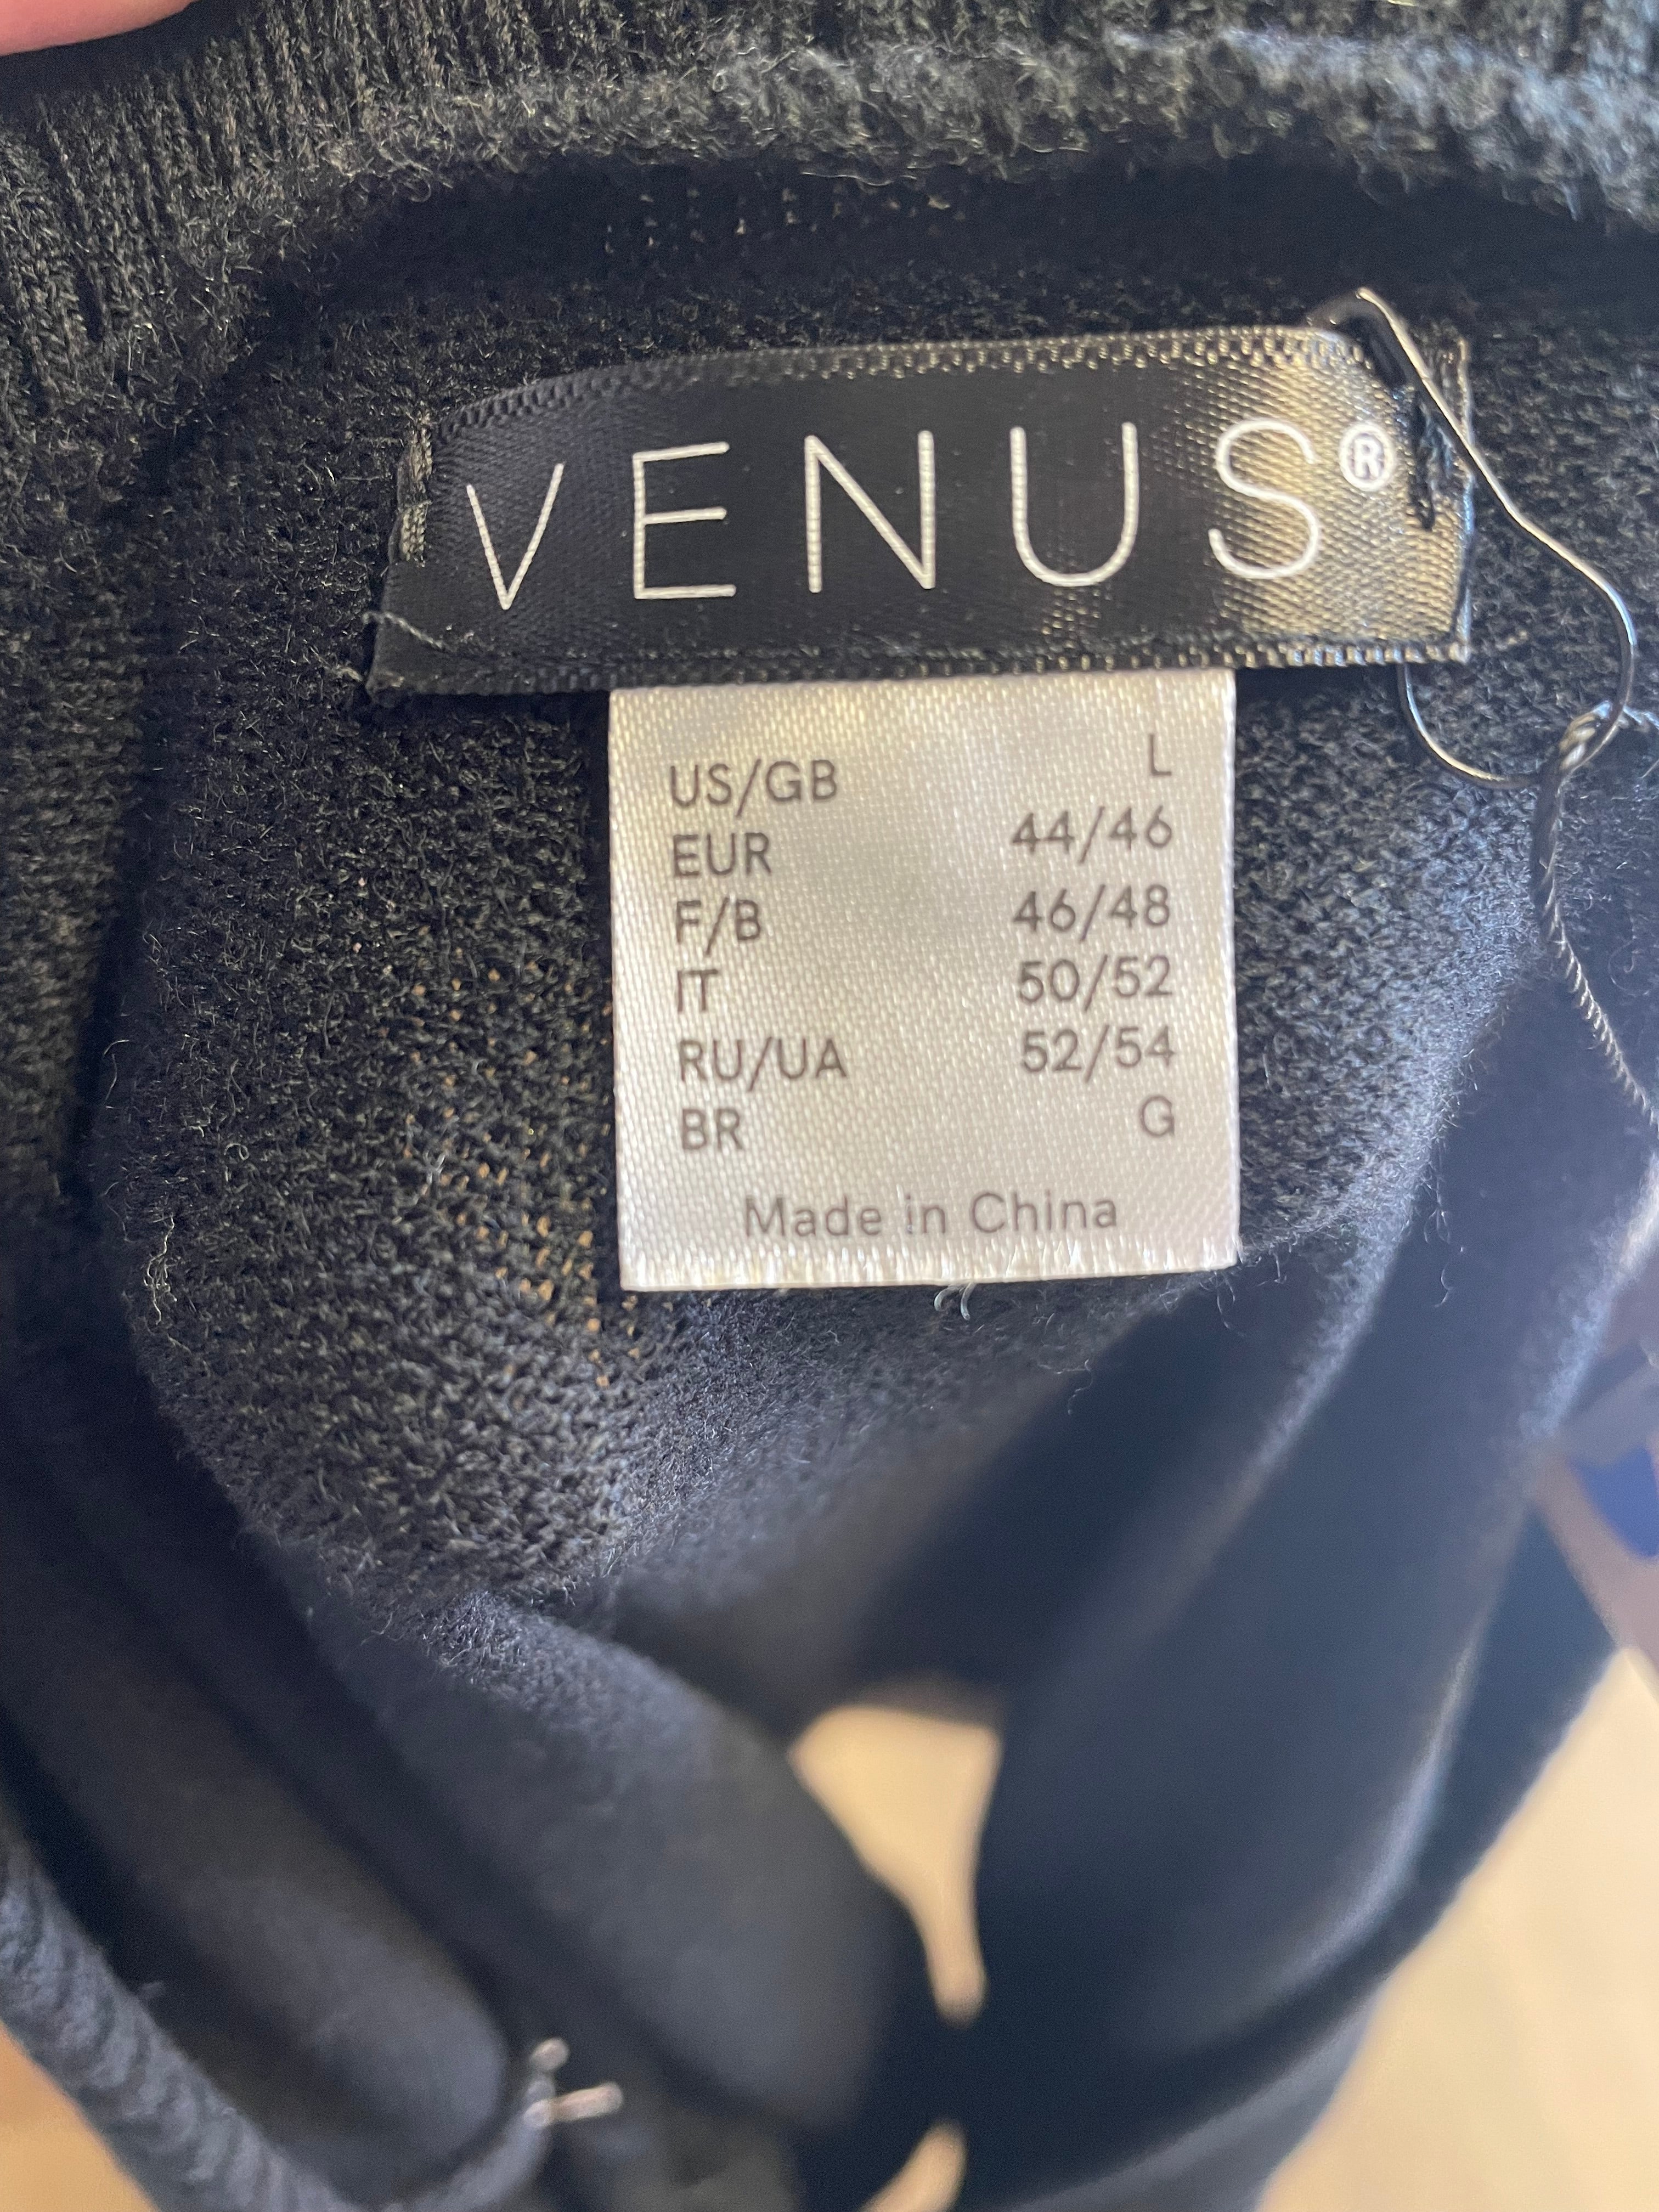 VENUS®
US/GB L
EUR 44/46
F/B 46/48
IT 50/52
RU/UA 52/54
BR G
Made in China